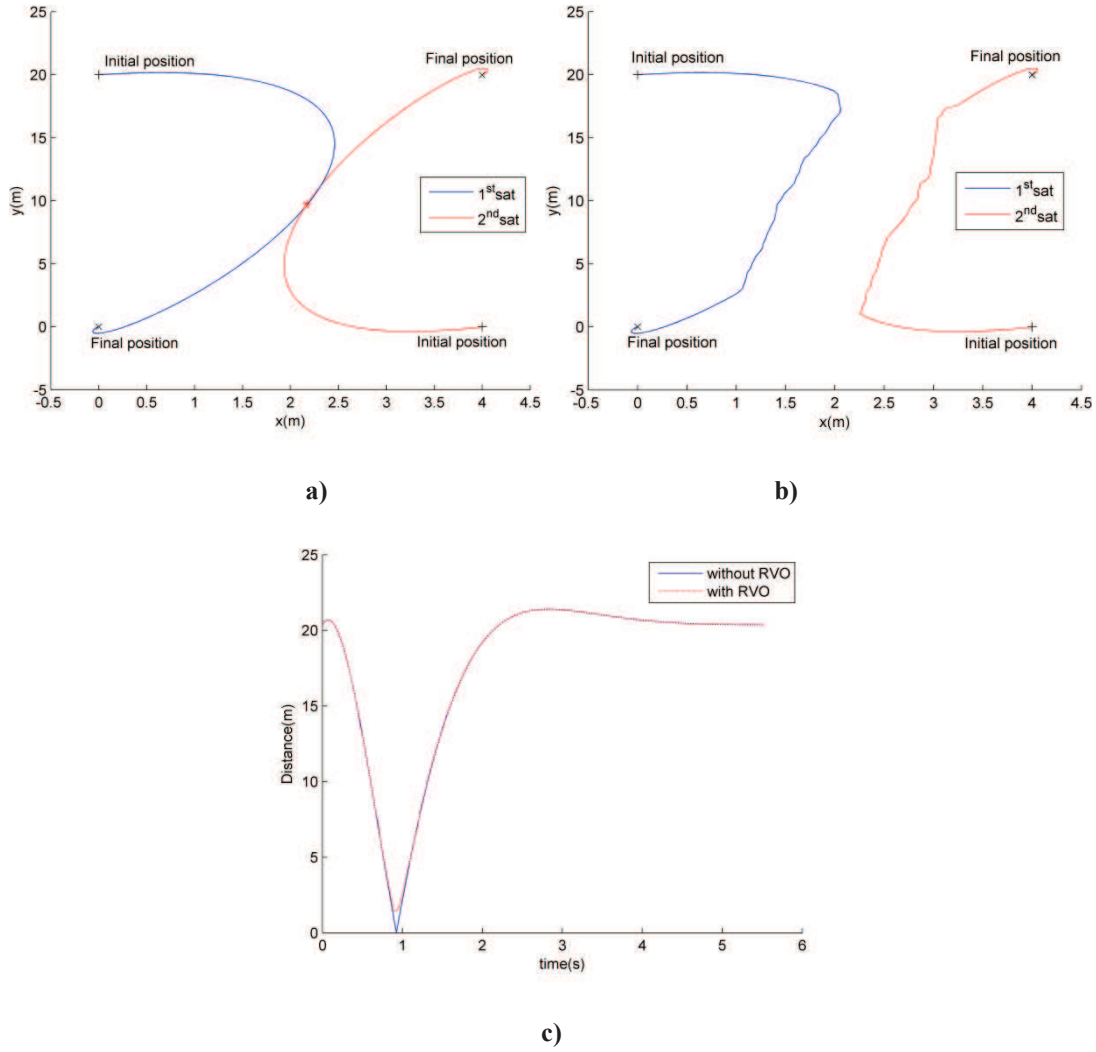 25
20
15
10
5
0
-5
y(m)
Initial position
Final position
1st sat
2nd sat
Final position
Initial position
-0.5 0 0.5 1 1.5 2 2.5 3 3.5 4 4.5
x(m)
a)
25
20
15
10
5
0
-5
y(m)
Initial position
Final position
1st sat
2nd sat
Final position
Initial position
-0.5 0 0.5 1 1.5 2 2.5 3 3.5 4 4.5
x(m)
b)
25
20
15
10
5
0
Distance(m)
without RVO
with RVO
0 1 2 3 4 5 6
time(s)
c)